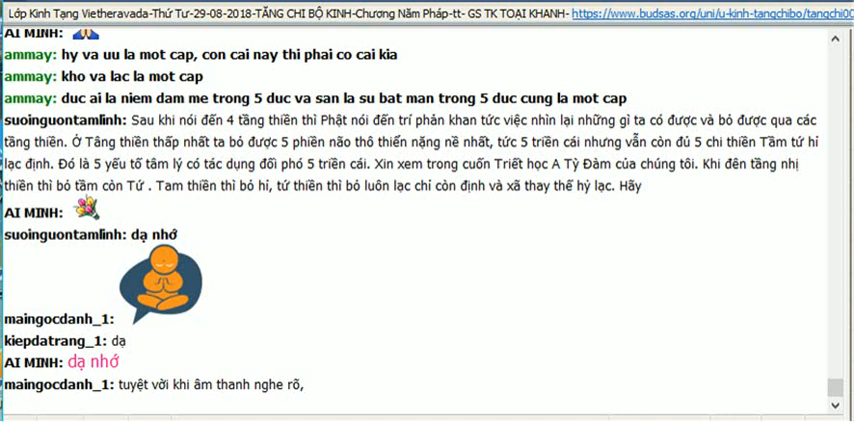 Lớp Kinh Tạng Vietheravada-Thứ Tư-29-08-2018-TĂNG CHI BỘ KINH-Chương Năm Pháp-tt- GS TK TOẠI KHANH- https://www.budsas.org/uni/u-kinh-tangchibo/tangchi00
AI MINH:
ammay: hy va uu la mot cap, con cai nay thi phai co cai kia
ammay: kho va lac la mot cap
ammay: duc ai la niem dam me trong 5 duc va san la su bat man trong 5 duc cung la mot cap
suoinguontamlinh: Sau khi nói đến 4 tầng thiền thì Phật nói đến trí phản khan tức việc nhìn lại những gì ta có được và bỏ được qua các
tầng thiền. Ở Tầng thiền thấp nhất ta bỏ được 5 phiền não thô thiển nặng nề nhất, tức 5 triền cái nhưng vẫn còn đủ 5 chi thiền Tầm tứ hỉ
lạc định. Đó là 5 yếu tố tâm lý có tác dụng đối phó 5 triền cái. Xin xem trong cuốn Triết học A Tỳ Đàm của chúng tôi. Khi đên tầng nhị
thiền thì bỏ tầm còn Tứ . Tam thiền thì bỏ hỉ, tứ thiền thì bỏ luôn lạc chỉ còn định và xã thay thế hỷ lạc. Hãy
AI MINH:
suoinguontamlinh: dạ nhớ
maingocdanh_1:
kiepdatrang_1: dạ
AI MINH: dạ nhớ
maingocdanh_1: tuyệt vời khi âm thanh nghe rõ,